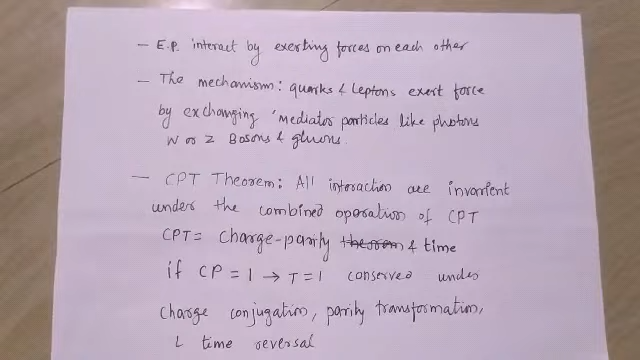 - E.P. interact by exerting forces on each other
- The mechanism: quarks & Leptons exert force
by exchanging 'mediator particles like photons
W or Z Bosons & gluons.
- CPT Theorem: All interaction are invarient
under the combined operation of CPT
CPT = Charge-parity theorem & time
if CP = 1 → T = 1 conserved under
Charge conjugation, parity transformation,
& time reversal